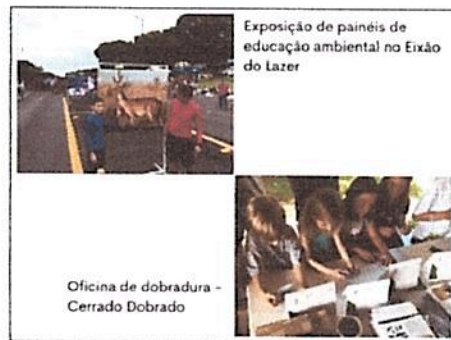 Exposição de painéis de
educação ambiental no Eixão
do Lazer
Oficina de dobradura -
Cerrado Dobrado